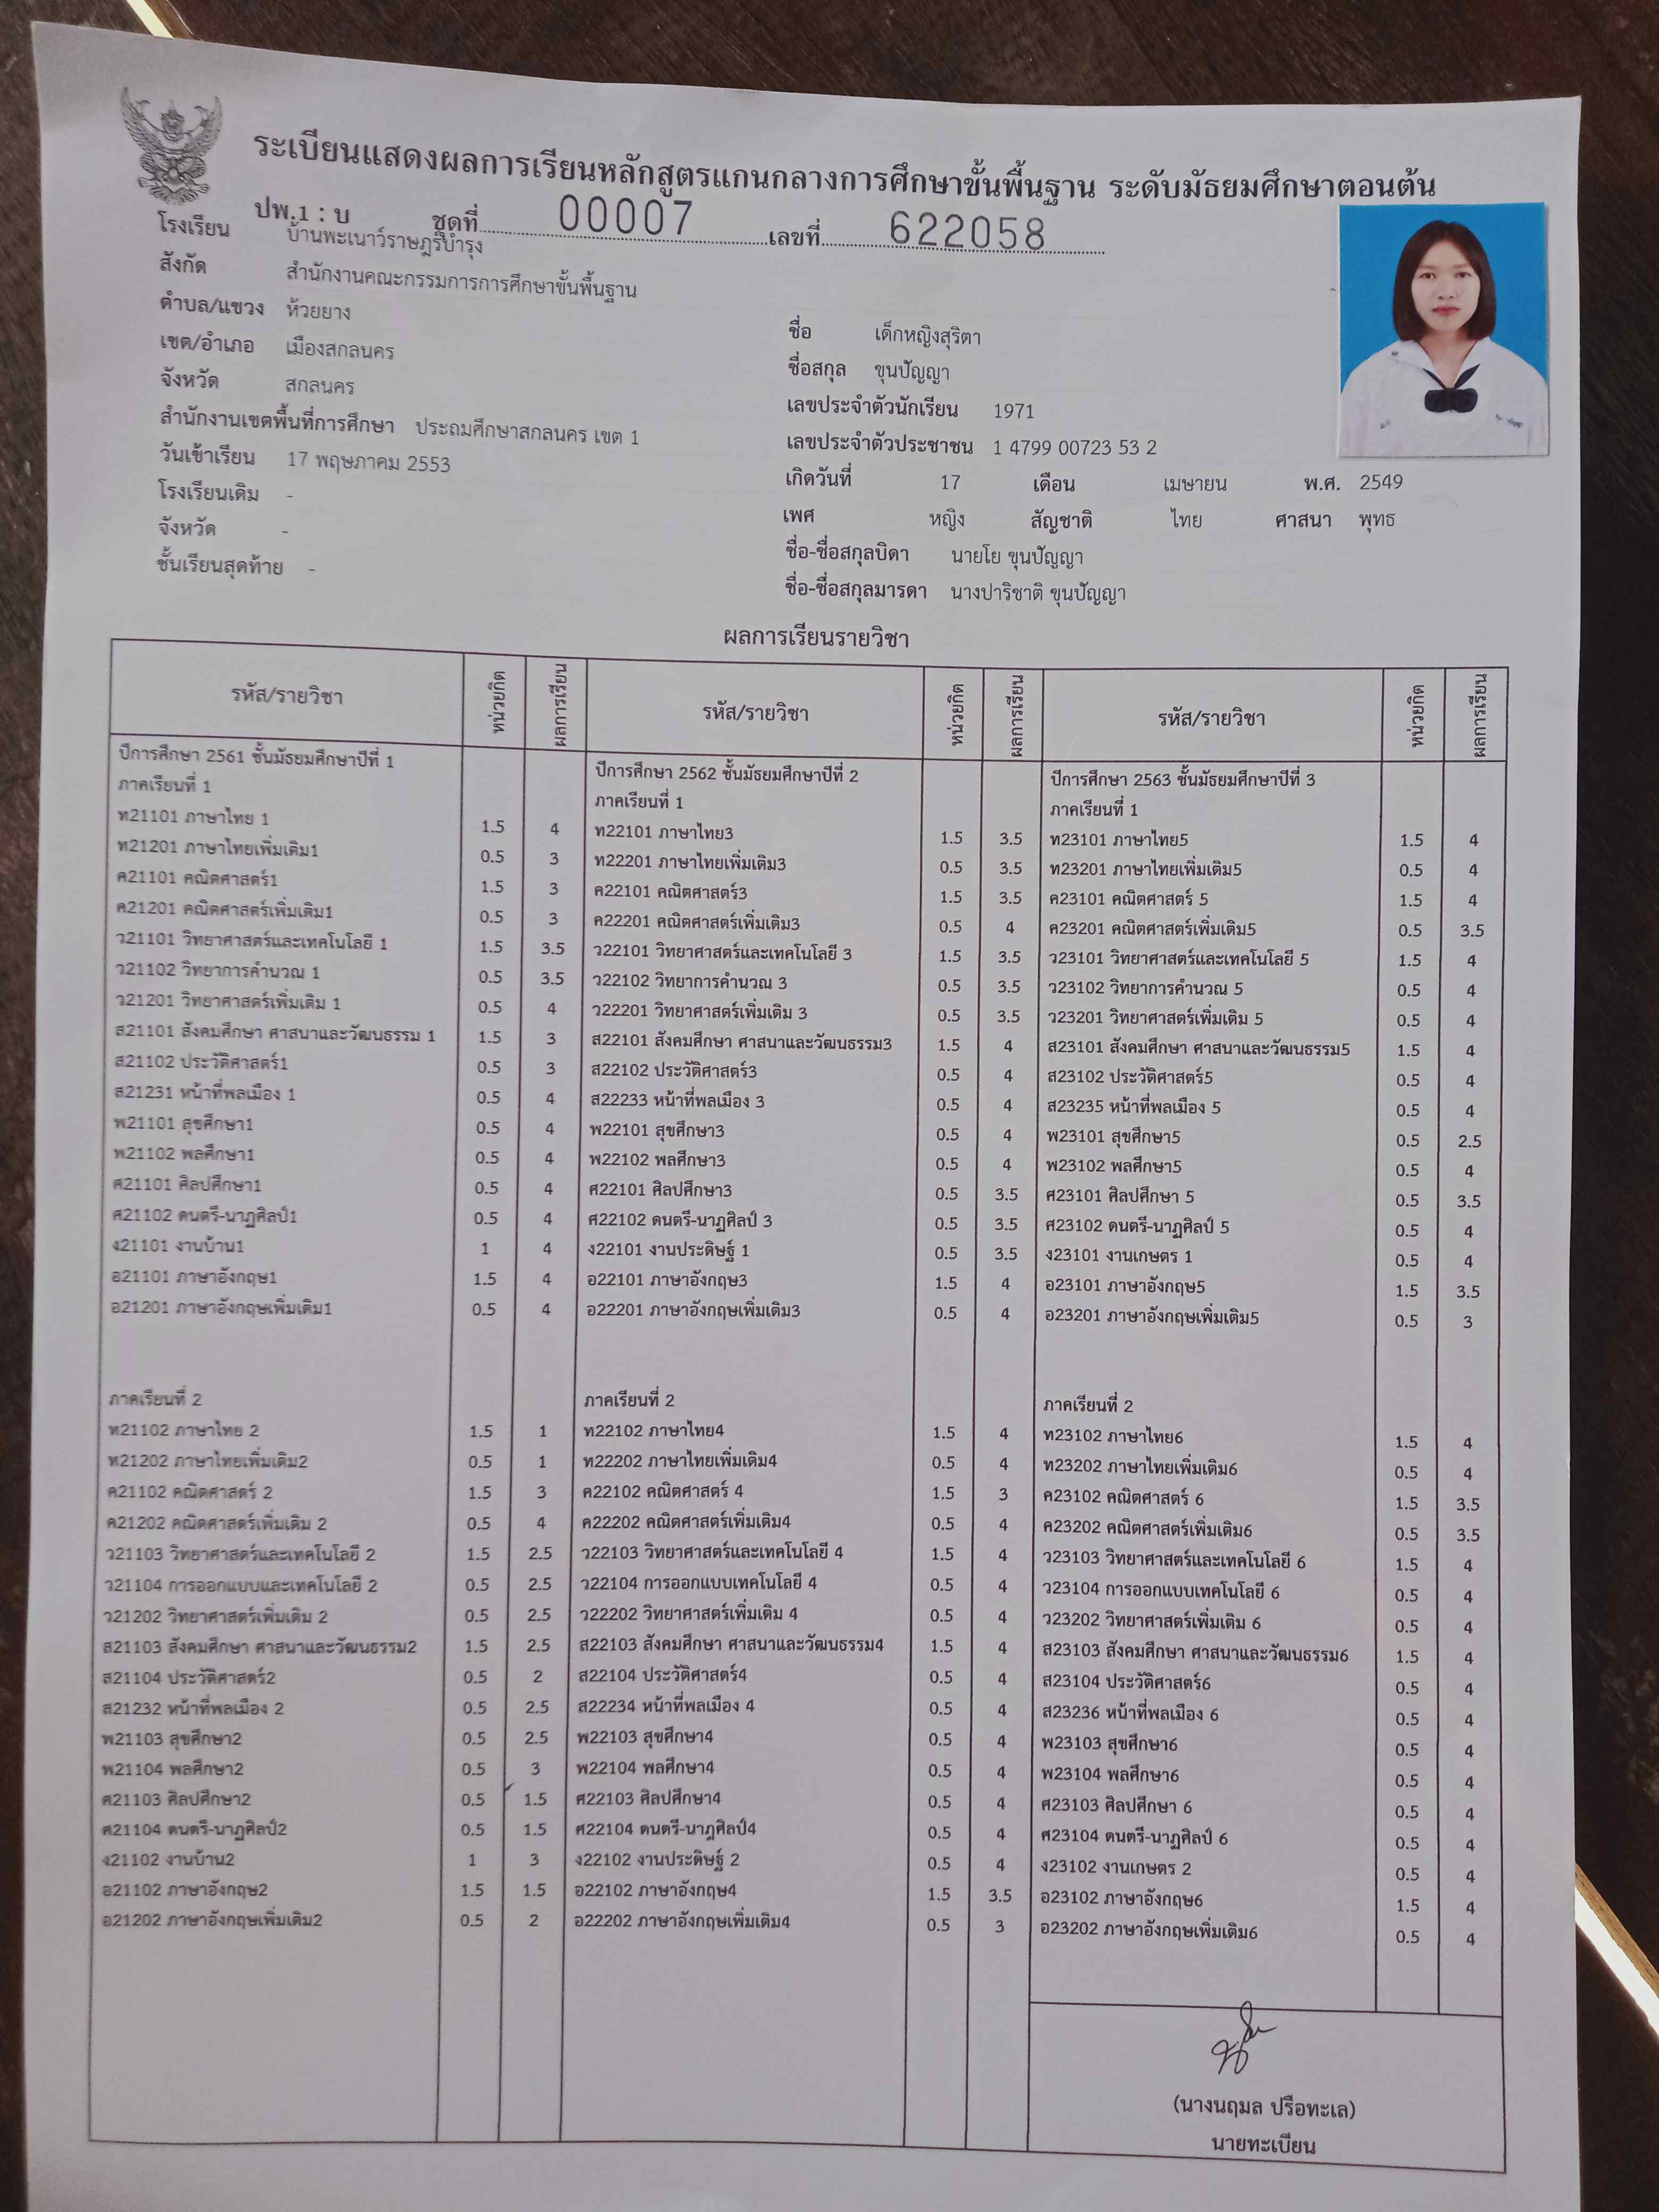 ระเบียนแสดงผลการเรียนหลักสูตรแกนกลางการศึกษาขั้นพื้นฐาน ระดับมัธยมศึกษาตอนต้น
ปพ.1 : บ ชุดที่ 00007 เลขที่ 622058
โรงเรียน บ้านพะเนาว์ราษฎร์บำรุง
สังกัด สำนักงานคณะกรรมการการศึกษาขั้นพื้นฐาน
ตำบล/แขวง ห้วยยาง
เขต/อำเภอ เมืองสกลนคร
จังหวัด สกลนคร
สำนักงานเขตพื้นที่การศึกษา ประถมศึกษาสกลนคร เขต 1
วันเข้าเรียน 17 พฤษภาคม 2553
โรงเรียนเดิม -
จังหวัด -
ชั้นเรียนสุดท้าย -
ชื่อ เด็กหญิงสุริตา
ชื่อสกุล ขุนปัญญา
เลขประจำตัวนักเรียน 1971
เลขประจำตัวประชาชน 1 4799 00723 53 2
เกิดวันที่ 17 เดือน เมษายน พ.ศ. 2549
เพศ หญิง สัญชาติ ไทย ศาสนา พุทธ
ชื่อ-ชื่อสกุลบิดา นายโย ขุนปัญญา
ชื่อ-ชื่อสกุลมารดา นางปาริชาติ ขุนปัญญา
ผลการเรียนรายวิชา
รหัส/รายวิชา หน่วยกิต ผลการเรียน
ปีการศึกษา 2561 ชั้นมัธยมศึกษาปีที่ 1
ภาคเรียนที่ 1
ท21101 ภาษาไทย 1 1.5 4
ท21201 ภาษาไทยเพิ่มเติม1 0.5 3
ค21101 คณิตศาสตร์1 1.5 3
ค21201 คณิตศาสตร์เพิ่มเติม1 0.5 3
ว21101 วิทยาศาสตร์และเทคโนโลยี 1 1.5 3.5
ว21102 วิทยาการคำนวณ 1 0.5 3.5
ว21201 วิทยาศาสตร์เพิ่มเติม 1 0.5 4
ส21101 สังคมศึกษา ศาสนาและวัฒนธรรม 1 1.5 3
ส21102 ประวัติศาสตร์1 0.5 3
ส21231 หน้าที่พลเมือง 1 0.5 4
พ21101 สุขศึกษา1 0.5 4
พ21102 พลศึกษา1 0.5 4
ศ21101 ศิลปศึกษา1 0.5 4
ศ21102 ดนตรี-นาฏศิลป์1 0.5 4
ง21101 งานบ้าน1 1 4
อ21101 ภาษาอังกฤษ1 1.5 4
อ21201 ภาษาอังกฤษเพิ่มเติม1 0.5 4
ภาคเรียนที่ 2
ท21102 ภาษาไทย 2 1.5 1
ท21202 ภาษาไทยเพิ่มเติม2 0.5 1
ค21102 คณิตศาสตร์ 2 1.5 3
ค21202 คณิตศาสตร์เพิ่มเติม 2 0.5 4
ว21103 วิทยาศาสตร์และเทคโนโลยี 2 1.5 2.5
ว21104 การออกแบบและเทคโนโลยี 2 0.5 2.5
ว21202 วิทยาศาสตร์เพิ่มเติม 2 0.5 2.5
ส21103 สังคมศึกษา ศาสนาและวัฒนธรรม2 1.5 2.5
ส21104 ประวัติศาสตร์2 0.5 2
ส21232 หน้าที่พลเมือง 2 0.5 2.5
พ21103 สุขศึกษา2 0.5 2.5
พ21104 พลศึกษา2 0.5 3
ศ21103 ศิลปศึกษา2 0.5 1.5
ศ21104 ดนตรี-นาฏศิลป์2 0.5 1.5
ง21102 งานบ้าน2 1 3
อ21102 ภาษาอังกฤษ2 1.5 1.5
อ21202 ภาษาอังกฤษเพิ่มเติม2 0.5 2
รหัส/รายวิชา หน่วยกิต ผลการเรียน
ปีการศึกษา 2562 ชั้นมัธยมศึกษาปีที่ 2
ภาคเรียนที่ 1
ท22101 ภาษาไทย3 1.5 3.5
ท22201 ภาษาไทยเพิ่มเติม3 0.5 3.5
ค22101 คณิตศาสตร์3 1.5 3.5
ค22201 คณิตศาสตร์เพิ่มเติม3 0.5 4
ว22101 วิทยาศาสตร์และเทคโนโลยี 3 1.5 3.5
ว22102 วิทยาการคำนวณ 3 0.5 3.5
ว22201 วิทยาศาสตร์เพิ่มเติม 3 0.5 3.5
ส22101 สังคมศึกษา ศาสนาและวัฒนธรรม3 1.5 4
ส22102 ประวัติศาสตร์3 0.5 4
ส22233 หน้าที่พลเมือง 3 0.5 4
พ22101 สุขศึกษา3 0.5 4
พ22102 พลศึกษา3 0.5 4
ศ22101 ศิลปศึกษา3 0.5 3.5
ศ22102 ดนตรี-นาฏศิลป์ 3 0.5 3.5
ง22101 งานประดิษฐ์ 1 0.5 3.5
อ22101 ภาษาอังกฤษ3 1.5 4
อ22201 ภาษาอังกฤษเพิ่มเติม3 0.5 4
ภาคเรียนที่ 2
ท22102 ภาษาไทย4 1.5 4
ท22202 ภาษาไทยเพิ่มเติม4 0.5 4
ค22102 คณิตศาสตร์ 4 1.5 3
ค22202 คณิตศาสตร์เพิ่มเติม4 0.5 4
ว22103 วิทยาศาสตร์และเทคโนโลยี 4 1.5 4
ว22104 การออกแบบเทคโนโลยี 4 0.5 4
ว22202 วิทยาศาสตร์เพิ่มเติม 4 0.5 4
ส22103 สังคมศึกษา ศาสนาและวัฒนธรรม4 1.5 4
ส22104 ประวัติศาสตร์4 0.5 4
ส22234 หน้าที่พลเมือง 4 0.5 4
พ22103 สุขศึกษา4 0.5 4
พ22104 พลศึกษา4 0.5 4
ศ22103 ศิลปศึกษา4 0.5 4
ศ22104 ดนตรี-นาฏศิลป์4 0.5 4
ง22102 งานประดิษฐ์ 2 0.5 4
อ22102 ภาษาอังกฤษ4 1.5 3.5
อ22202 ภาษาอังกฤษเพิ่มเติม4 0.5 3
รหัส/รายวิชา หน่วยกิต ผลการเรียน
ปีการศึกษา 2563 ชั้นมัธยมศึกษาปีที่ 3
ภาคเรียนที่ 1
ท23101 ภาษาไทย5 1.5 4
ท23201 ภาษาไทยเพิ่มเติม5 0.5 4
ค23101 คณิตศาสตร์ 5 1.5 4
ค23201 คณิตศาสตร์เพิ่มเติม5 0.5 3.5
ว23101 วิทยาศาสตร์และเทคโนโลยี 5 1.5 4
ว23102 วิทยาการคำนวณ 5 0.5 4
ว23201 วิทยาศาสตร์เพิ่มเติม 5 0.5 4
ส23101 สังคมศึกษา ศาสนาและวัฒนธรรม5 1.5 4
ส23102 ประวัติศาสตร์5 0.5 4
ส23235 หน้าที่พลเมือง 5 0.5 4
พ23101 สุขศึกษา5 0.5 2.5
พ23102 พลศึกษา5 0.5 4
ศ23101 ศิลปศึกษา 5 0.5 3.5
ศ23102 ดนตรี-นาฏศิลป์ 5 0.5 4
ง23101 งานเกษตร 1 0.5 4
อ23101 ภาษาอังกฤษ5 1.5 3.5
อ23201 ภาษาอังกฤษเพิ่มเติม5 0.5 3
ภาคเรียนที่ 2
ท23102 ภาษาไทย6 1.5 4
ท23202 ภาษาไทยเพิ่มเติม6 0.5 4
ค23102 คณิตศาสตร์ 6 1.5 3.5
ค23202 คณิตศาสตร์เพิ่มเติม6 0.5 3.5
ว23103 วิทยาศาสตร์และเทคโนโลยี 6 1.5 4
ว23104 การออกแบบเทคโนโลยี 6 0.5 4
ว23202 วิทยาศาสตร์เพิ่มเติม 6 0.5 4
ส23103 สังคมศึกษา ศาสนาและวัฒนธรรม6 1.5 4
ส23104 ประวัติศาสตร์6 0.5 4
ส23236 หน้าที่พลเมือง 6 0.5 4
พ23103 สุขศึกษา6 0.5 4
พ23104 พลศึกษา6 0.5 4
ศ23103 ศิลปศึกษา 6 0.5 4
ศ23104 ดนตรี-นาฏศิลป์ 6 0.5 4
ง23102 งานเกษตร 2 0.5 4
อ23102 ภาษาอังกฤษ6 1.5 4
อ23202 ภาษาอังกฤษเพิ่มเติม6 0.5 4
(นางนฤมล ปรือทะเล)
นายทะเบียน